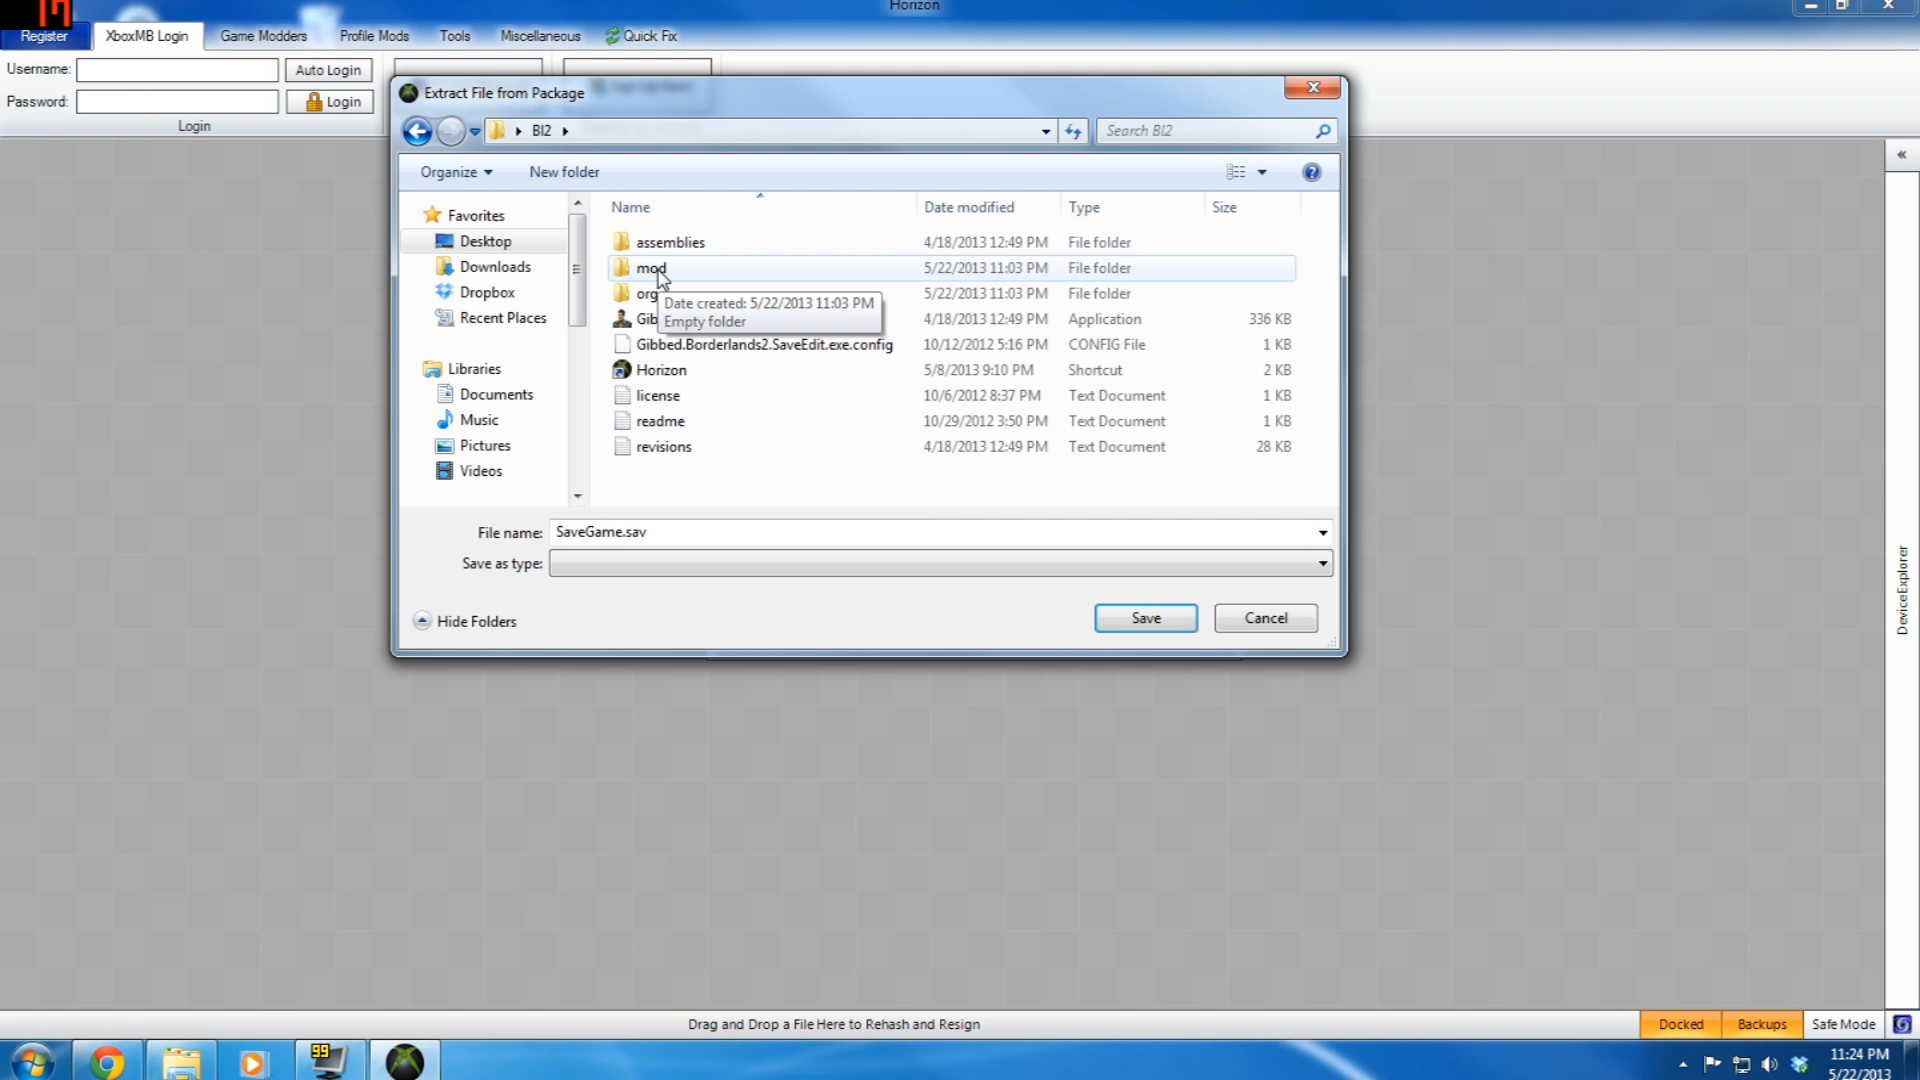 Horizon
Register XboxMB Login Game Modders Profile Mods Tools Miscellaneous Quick Fix
Username: Auto Login
Password: Login
Login
Extract File from Package
Bl2
Search Bl2
Organize New folder
Name Date modified Type Size
Favorites
Desktop
Downloads
Dropbox
Recent Places
Libraries
Documents
Music
Pictures
Videos
assemblies 4/18/2013 12:49 PM File folder
mod 5/22/2013 11:03 PM File folder
org 5/22/2013 11:03 PM File folder
Date created: 5/22/2013 11:03 PM
Empty folder
Gib 4/18/2013 12:49 PM Application 336 KB
Gibbed.Borderlands2.SaveEdit.exe.config 10/12/2012 5:16 PM CONFIG File 1 KB
Horizon 5/8/2013 9:10 PM Shortcut 2 KB
license 10/6/2012 8:37 PM Text Document 1 KB
readme 10/29/2012 3:50 PM Text Document 1 KB
revisions 4/18/2013 12:49 PM Text Document 28 KB
File name: SaveGame.sav
Save as type:
Hide Folders Save Cancel
DeviceExplorer
Drag and Drop a File Here to Rehash and Resign
Docked Backups Safe Mode
99
11:24 PM
5/22/2013